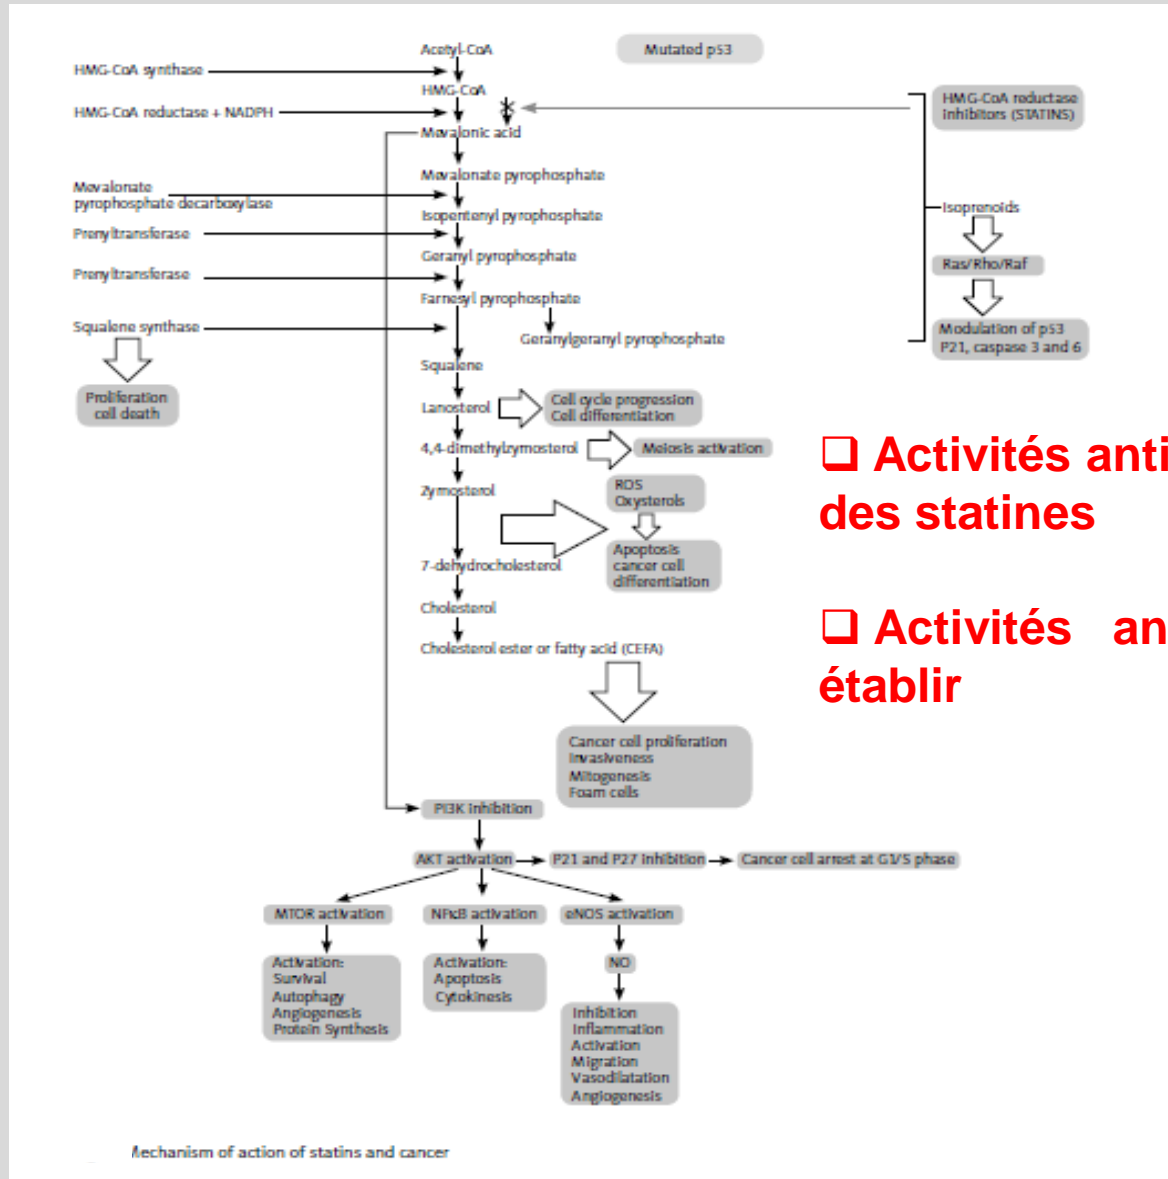 Acetyl-CoA
Mutated p53
HMG-CoA synthase
HMG-CoA
HMG-CoA reductase
inhibitors (STATINS)
HMG-CoA reductase + NADPH
Mevalonic acid
Mevalonate pyrophosphate
Mevalonate
pyrophosphate decarboxylase
Isopentenyl pyrophosphate
Isoprenoids
Prenyltransferase
Geranyl pyrophosphate
Ras/Rho/Raf
Prenyltransferase
Farnesyl pyrophosphate
Squalene synthase
Geranylgeranyl pyrophosphate
Modulation of p53
P21, caspase 3 and 6
Squalene
Proliferation
cell death
Lanosterol
Cell cycle progression
Cell differentiation
4,4-dimethylzymosterol
Meiosis activation
❑ Activités anti
des statines
Zymosterol
ROS
Oxysterols
Apoptosis
cancer cell
differentiation
7-dehydrocholesterol
Cholesterol
❑ Activités an
établir
Cholesterol ester or fatty acid (CEFA)
Cancer cell proliferation
Invasiveness
Mitogenesis
Foam cells
PI3K inhibition
AKT activation
P21 and P27 inhibition
Cancer cell arrest at G1/S phase
MTOR activation
NFκB activation
eNOS activation
Activation:
Survival
Autophagy
Angiogenesis
Protein Synthesis
Activation:
Apoptosis
Cytokinesis
NO
Inhibition
Inflammation
Activation
Migration
Vasodilatation
Angiogenesis
lechanism of action of statins and cancer